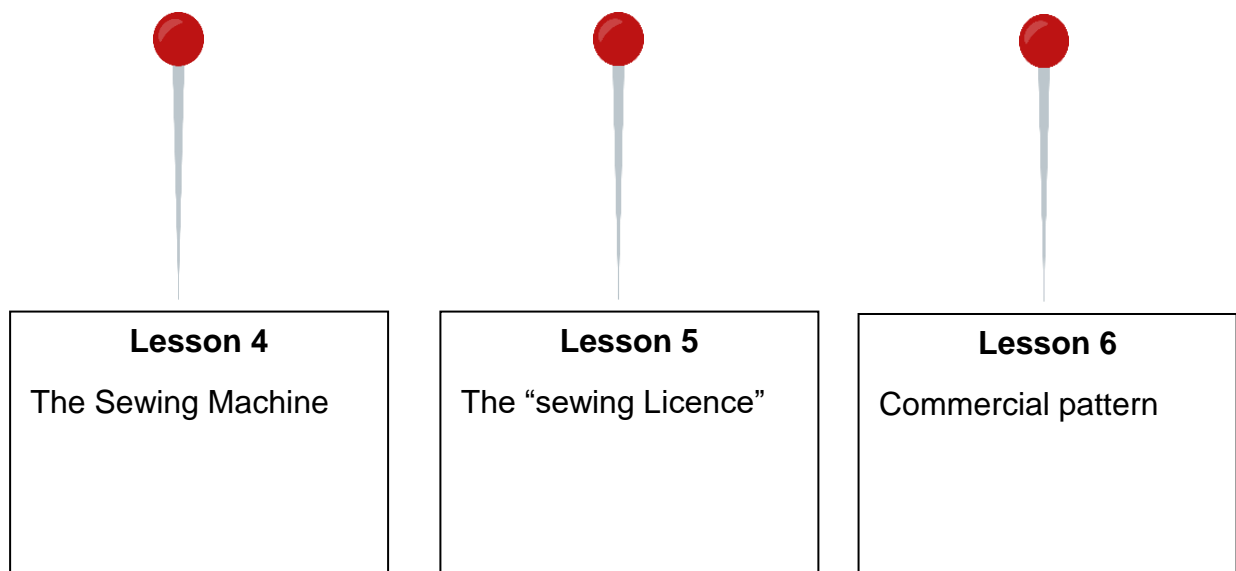 Lesson 4
The Sewing Machine
Lesson 5
The “sewing Licence”
Lesson 6
Commercial pattern